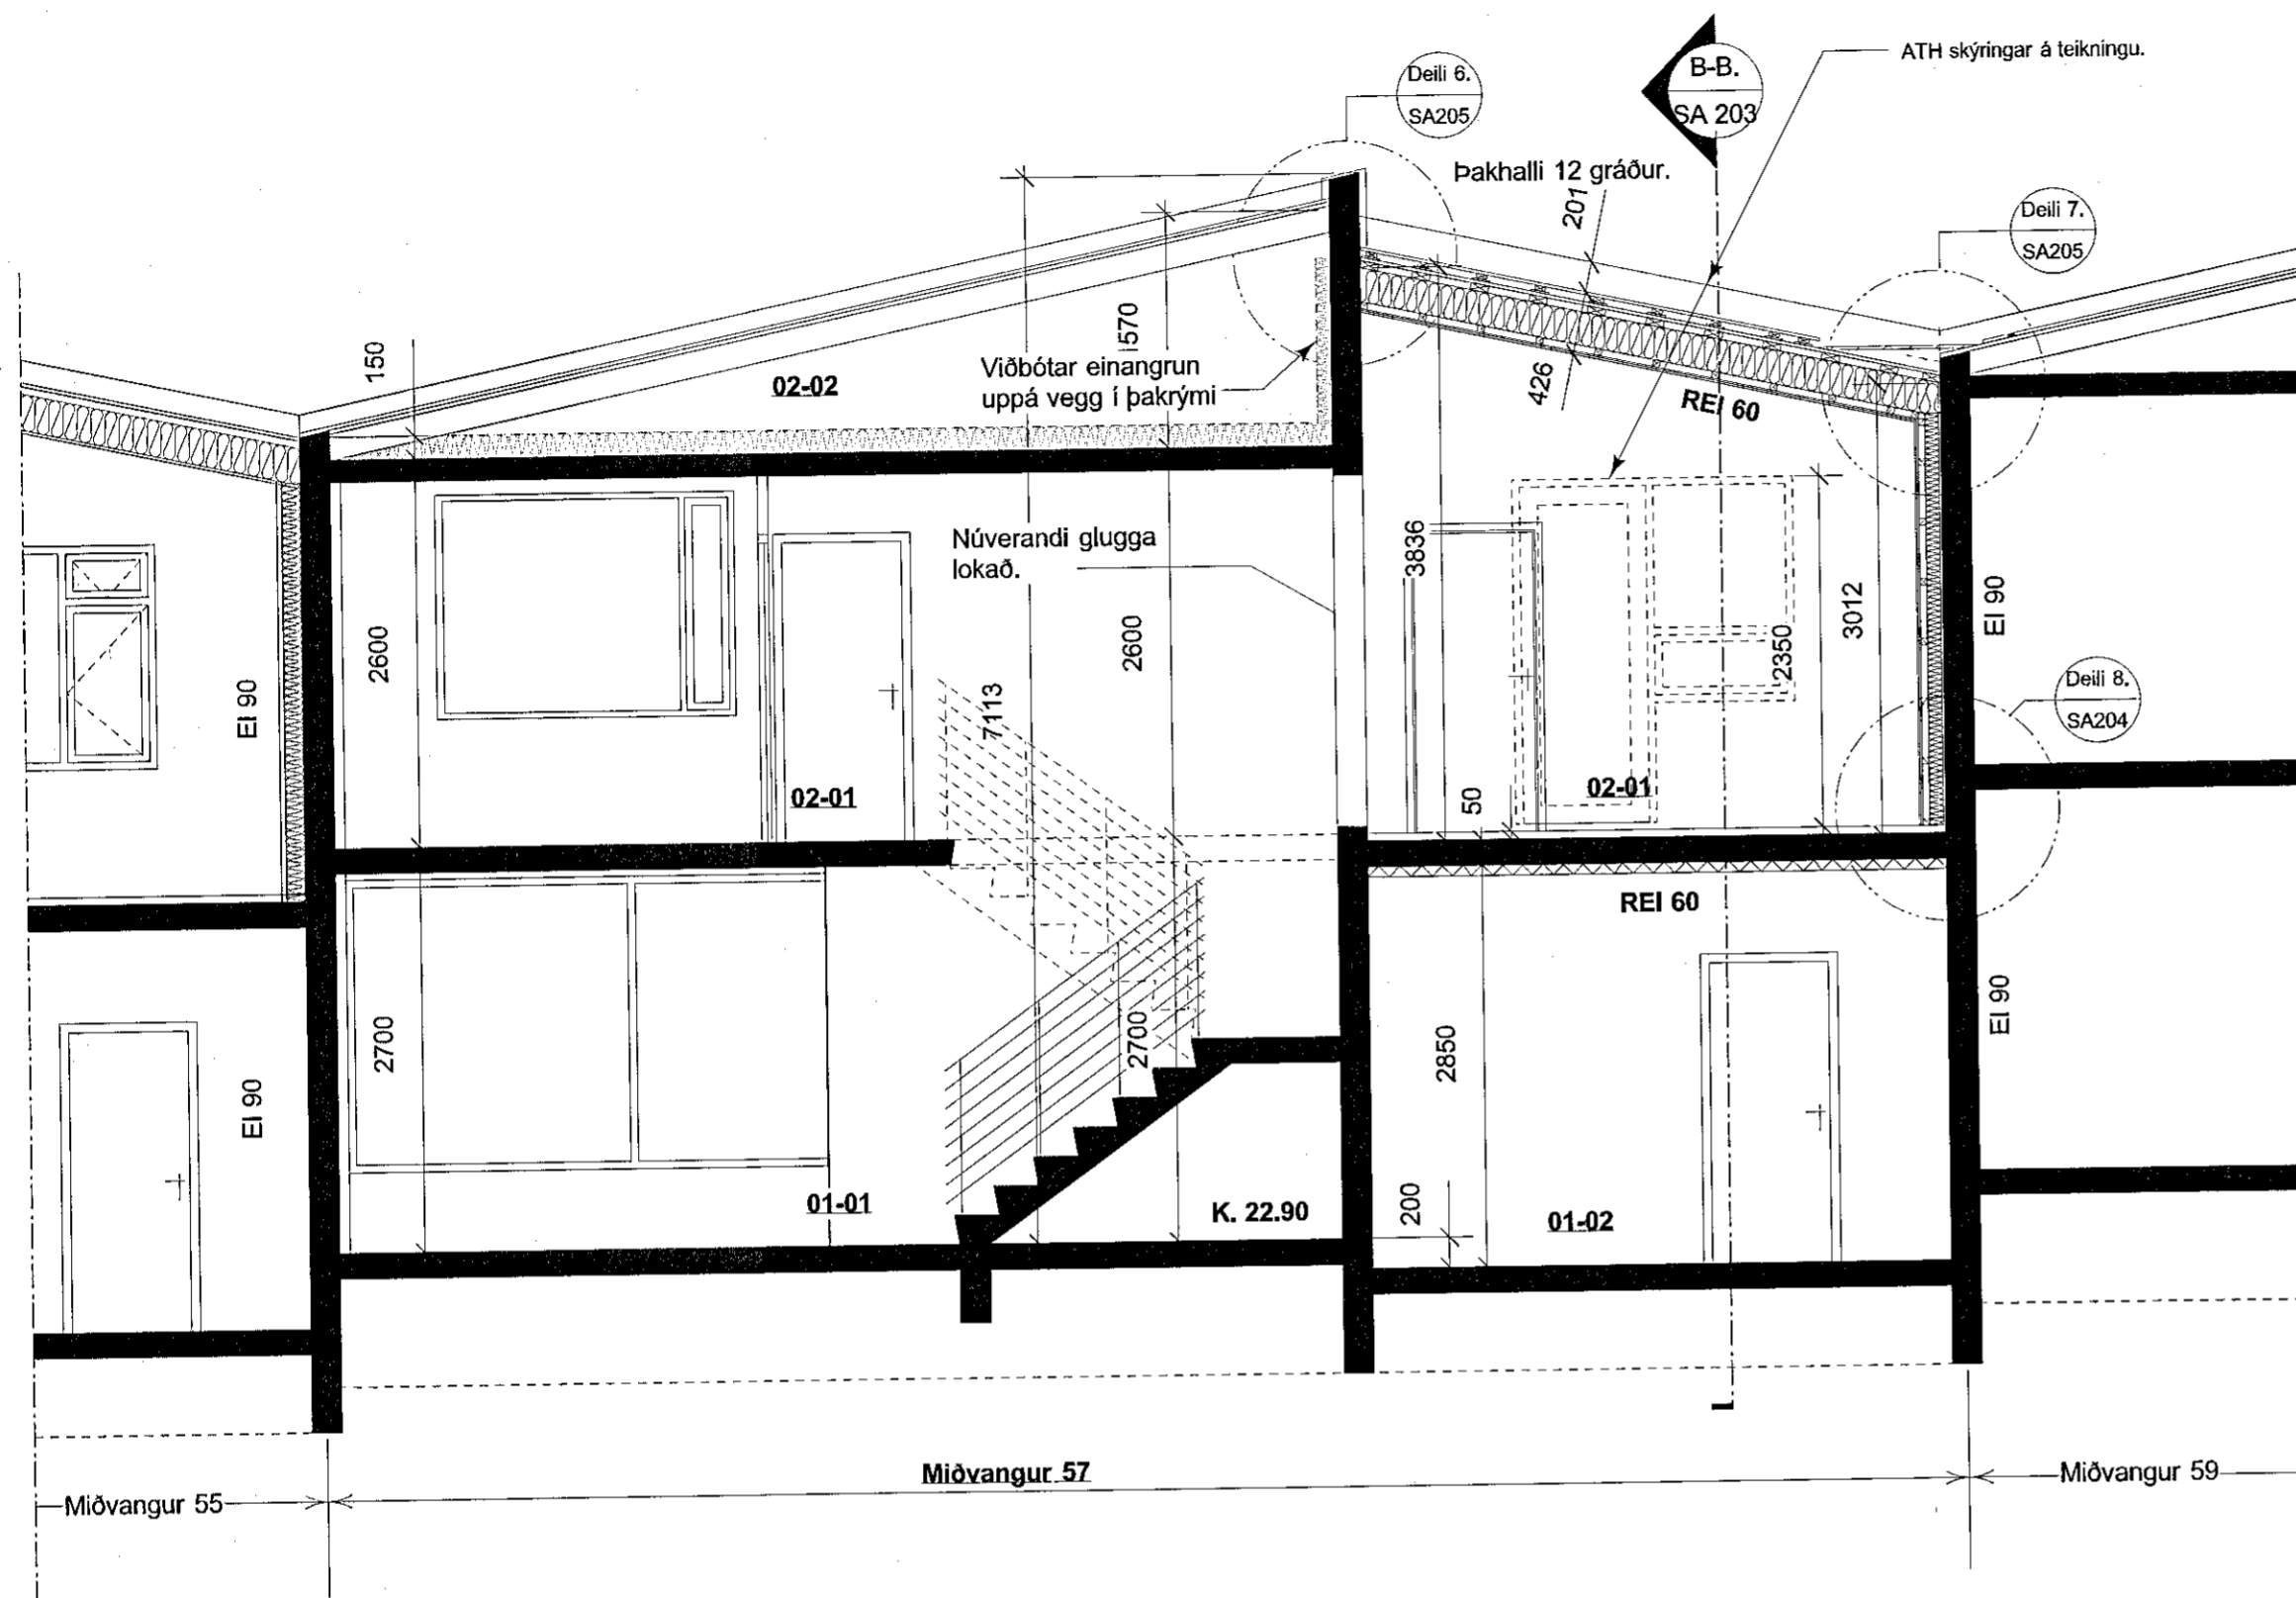 ATH skýringar á teikningu.
Deili 6.
SA205
B-B.
SA 203
Þakhalli 12 gráður.
201
Deili 7.
SA205
150
1570
02-02
Viðbótar einangrun
uppá vegg í þakrými
426
REI 60
Núverandi glugga
lokað.
3836
2600
2600
7113
2350
3012
EI 90
EI 90
Deili 8.
SA204
02-01
50
02-01
REI 60
2700
2700
2850
EI 90
EI 90
01-01
K. 22.90
200
01-02
Miðvangur 57
Miðvangur 55
Miðvangur 59